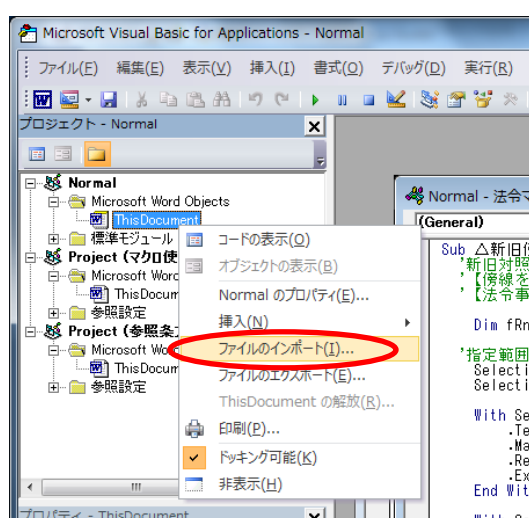 Microsoft Visual Basic for Applications - Normal
ファイル(F) 編集(E) 表示(V) 挿入(I) 書式(O) デバッグ(D) 実行(R)
プロジェクト - Normal
Normal
Microsoft Word Objects
ThisDocument
標準モジュール
Project (マクロ使
Microsoft Word
ThisDocum
参照設定
Project (参照条
Microsoft Wo
ThisDocum
参照設定
コードの表示(O)
オブジェクトの表示(B)
Normal のプロパティ(E)...
挿入(N)
ファイルのインポート(I)...
ファイルのエクスポート(E)...
ThisDocument の解放(R)...
印刷(P)...
ドッキング可能(K)
非表示(H)
プロパティ - ThisDocument
Normal - 法令
(General)
Sub △新旧
'新旧対照
'【傍線を
'【法令事
Dim fRn
'指定範囲
Selecti
Selecti
With Se
.Te
.Ma
.Re
.Ex
End Wit